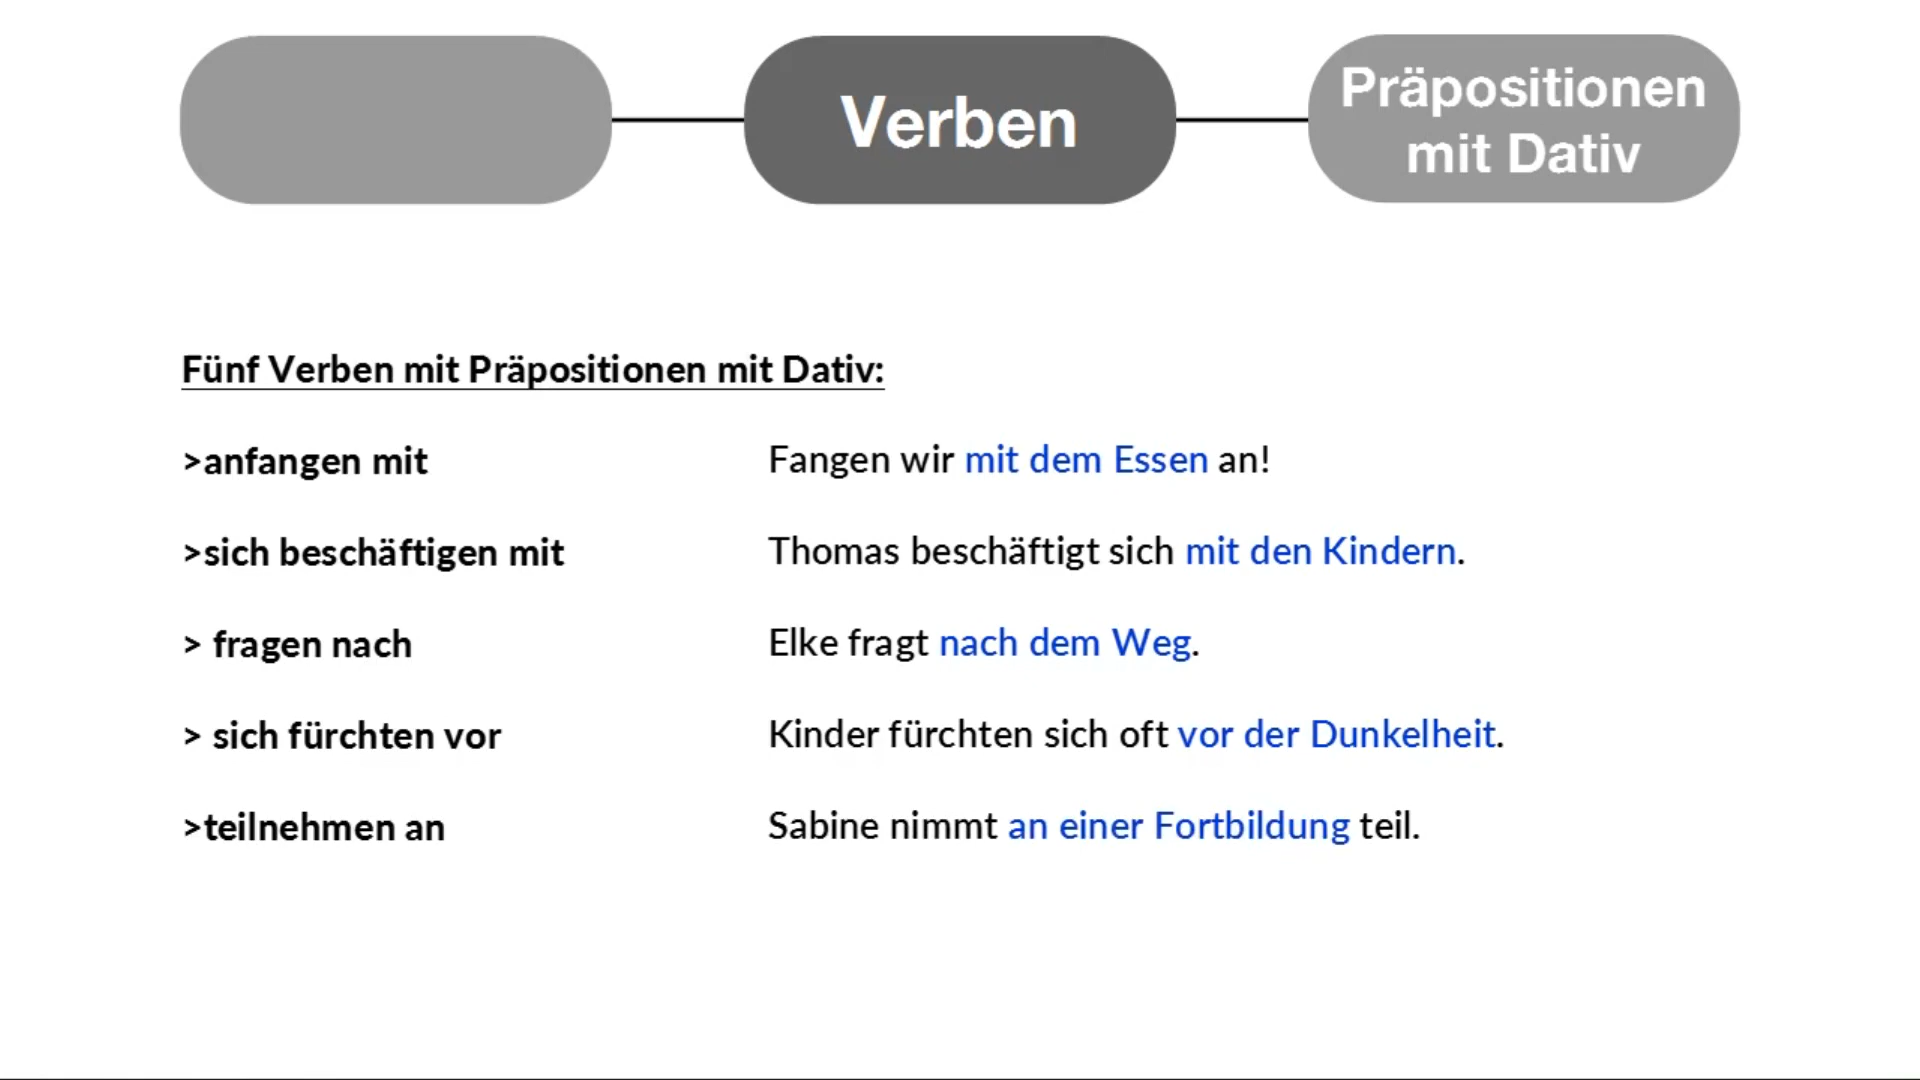 Verben
Präpositionen
mit Dativ
Fünf Verben mit Präpositionen mit Dativ:
>anfangen mit Fangen wir mit dem Essen an!
>sich beschäftigen mit Thomas beschäftigt sich mit den Kindern.
> fragen nach Elke fragt nach dem Weg.
> sich fürchten vor Kinder fürchten sich oft vor der Dunkelheit.
>teilnehmen an Sabine nimmt an einer Fortbildung teil.